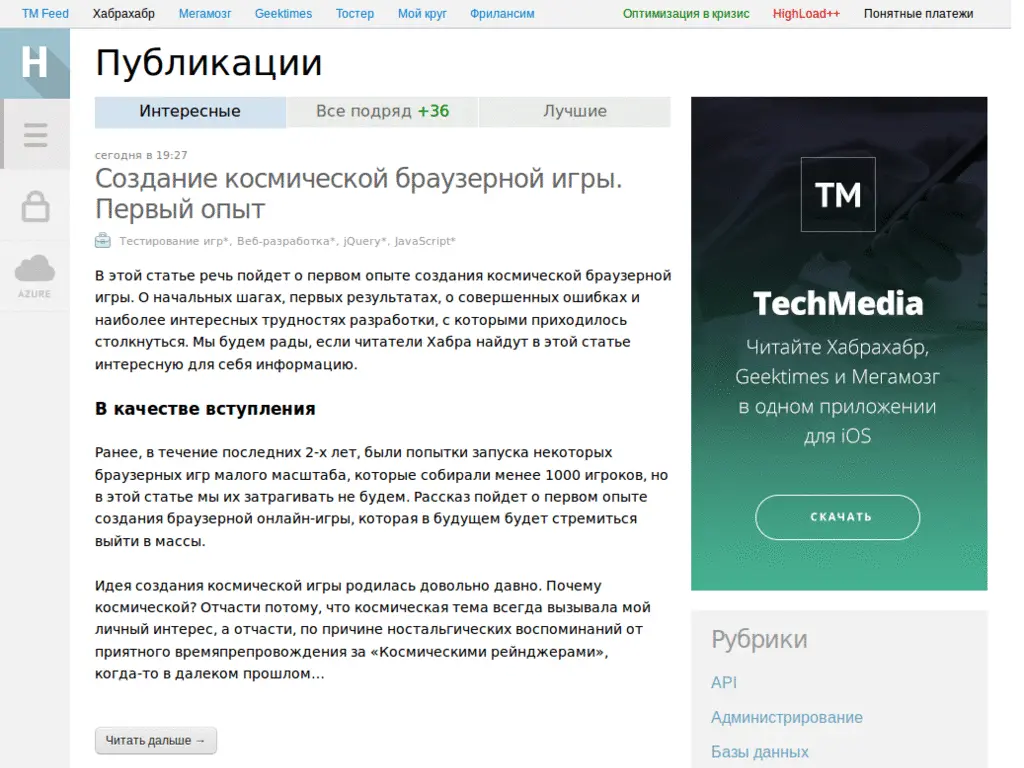 TM Feed Хабрахабр Мегамозг Geektimes Тостер Мой круг Фрилансим Оптимизация в кризис HighLoad++ Понятные платежи
H
Публикации
Интересные Все подряд +36 Лучшие
сегодня в 19:27
Создание космической браузерной игры.
Первый опыт
Тестирование игр*, Веб-разработка*, jQuery*, JavaScript*
В этой статье речь пойдет о первом опыте создания космической браузерной
игры. О начальных шагах, первых результатах, о совершенных ошибках и
наиболее интересных трудностях разработки, с которыми приходилось
столкнуться. Мы будем рады, если читатели Хабра найдут в этой статье
интересную для себя информацию.
В качестве вступления
Ранее, в течение последних 2-х лет, были попытки запуска некоторых
браузерных игр малого масштаба, которые собирали менее 1000 игроков, но
в этой статье мы их затрагивать не будем. Рассказ пойдет о первом опыте
создания браузерной онлайн-игры, которая в будущем будет стремиться
выйти в массы.
Идея создания космической игры родилась довольно давно. Почему
космической? Отчасти потому, что космическая тема всегда вызывала мой
личный интерес, а отчасти, по причине ностальгических воспоминаний от
приятного времяпрепровождения за «Космическими рейнджерами»,
когда-то в далеком прошлом...
Читать дальше →
AZURE
TM
TechMedia
Читайте Хабрахабр,
Geektimes и Мегамозг
в одном приложении
для iOS
СКАЧАТЬ
Рубрики
API
Администрирование
Базы данных